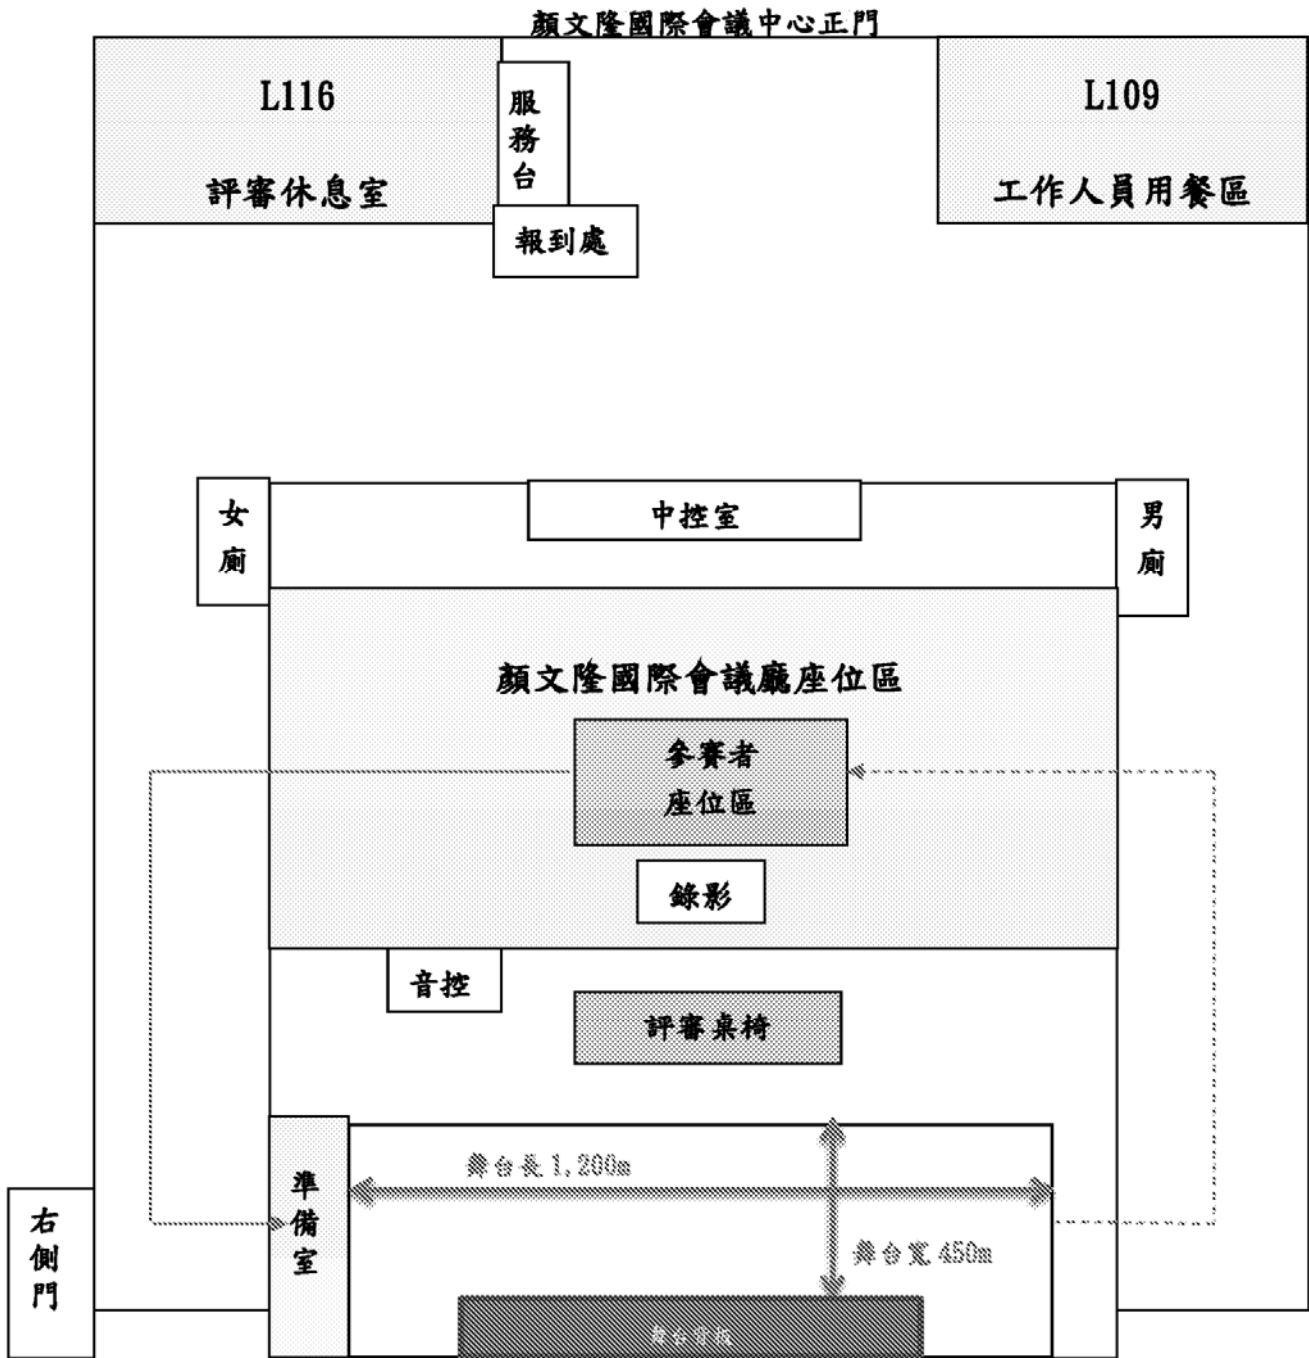 顏文隆國際會議中心正門
L116
評審休息室
服務台
報到處
L109
工作人員用餐區
女廁
中控室
男廁
顏文隆國際會議廳座位區
參賽者
座位區
錄影
音控
評審桌椅
準備室
舞台長 1,200m
舞台寬 450m
右側門
舞台背板